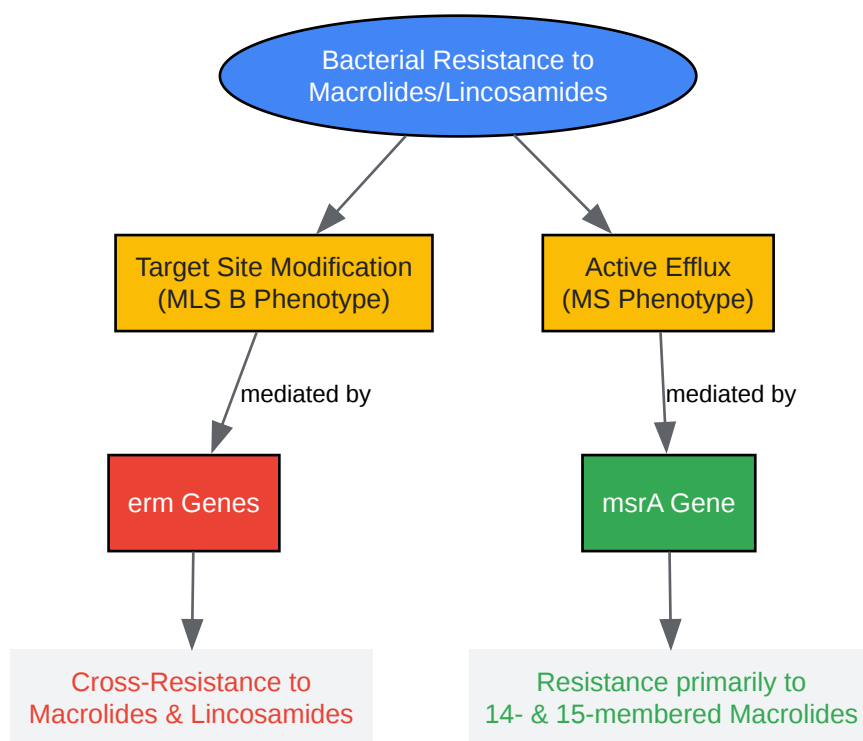 Bacterial Resistance to
Macrolides/Lincosamides
Target Site Modification
(MLS B Phenotype)
Active Efflux
(MS Phenotype)
mediated by
mediated by
erm Genes
msrA Gene
Cross-Resistance to
Macrolides & Lincosamides
Resistance primarily to
14- & 15-membered Macrolides